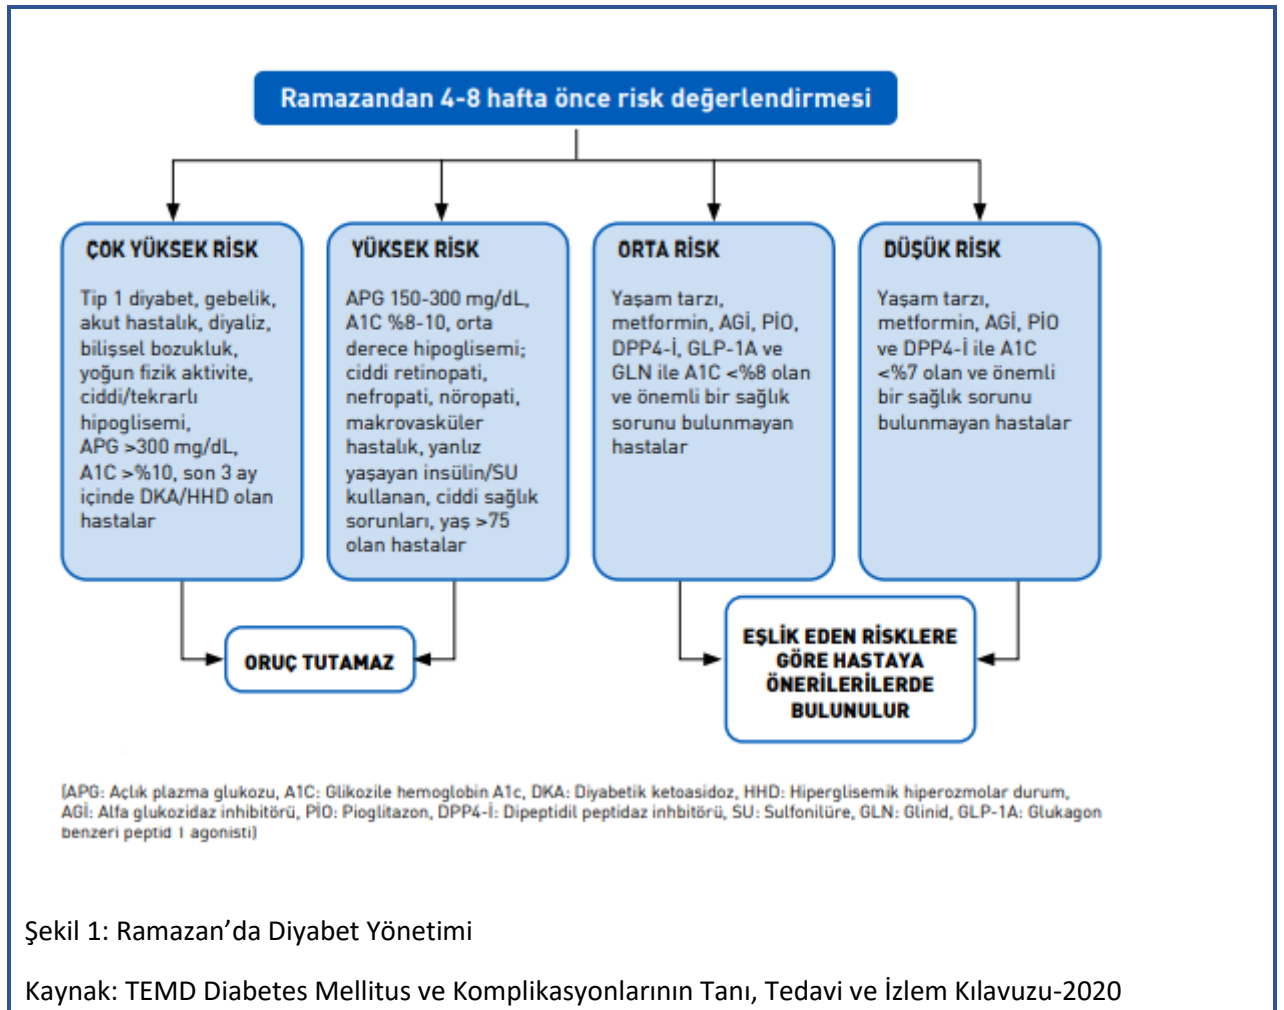 Ramazandan 4-8 hafta önce risk değerlendirmesi
ÇOK YÜKSEK RİSK
Tip 1 diyabet, gebelik,
akut hastalık, diyaliz,
bilişsel bozukluk,
yoğun fizik aktivite,
ciddi/tekrarlı
hipoglisemi,
APG >300 mg/dL,
A1C >%10, son 3 ay
içinde DKA/HHD olan
hastalar
YÜKSEK RİSK
APG 150-300 mg/dL,
A1C %8-10, orta
derece hipoglisemi;
ciddi retinopati,
nefropati, nöropati,
makrovasküler
hastalık, yanlız
yaşayan insülin/SU
kullanan, ciddi sağlık
sorunları, yaş >75
olan hastalar
ORTA RİSK
Yaşam tarzı,
metformin, AGİ, PİO,
DPP4-İ, GLP-1A ve
GLN ile A1C <%8 olan
ve önemli bir sağlık
sorunu bulunmayan
hastalar
DÜŞÜK RİSK
Yaşam tarzı,
metformin, AGİ, PİO
ve DPP4-İ ile A1C
<%7 olan ve önemli
bir sağlık sorunu
bulunmayan hastalar
ORUÇ TUTAMAZ
EŞLİK EDEN RİSKLERE
GÖRE HASTAYA
ÖNERİLERİLERDE
BULUNULUR
(APG: Açlık plazma glukozu, A1C: Glikozile hemoglobin A1c, DKA: Diyabetik ketoasidoz, HHD: Hiperglisemik hiperozmolar durum,
AGİ: Alfa glukozidaz inhibitörü, PİO: Pioglitazon, DPP4-İ: Dipeptidil peptidaz inhbitörü, SU: Sulfonilüre, GLN: Glinid, GLP-1A: Glukagon
benzeri peptid 1 agonisti)
Şekil 1: Ramazan’da Diyabet Yönetimi
Kaynak: TEMD Diabetes Mellitus ve Komplikasyonlarının Tanı, Tedavi ve İzlem Kılavuzu-2020